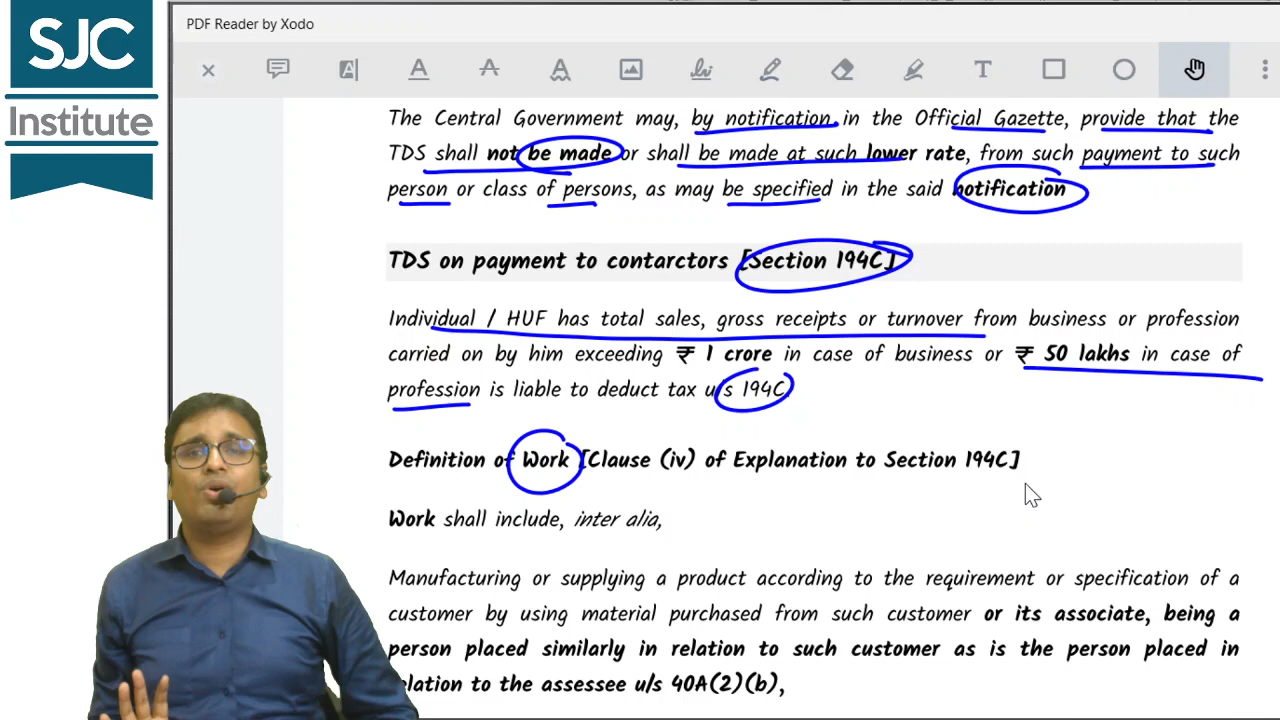 SJC
Institute
PDF Reader by Xodo
The Central Government may, by notification in the Official Gazette, provide that the
TDS shall not be made or shall be made at such lower rate, from such payment to such
person or class of persons, as may be specified in the said notification
TDS on payment to contarctors [Section 194C]
Individual / HUF has total sales, gross receipts or turnover from business or profession
carried on by him exceeding ₹ 1 crore in case of business or ₹ 50 lakhs in case of
profession is liable to deduct tax u/s 194C.
Definition of Work [Clause (iv) of Explanation to Section 194C]
Work shall include, inter alia,
Manufacturing or supplying a product according to the requirement or specification of a
customer by using material purchased from such customer or its associate, being a
person placed similarly in relation to such customer as is the person placed in
relation to the assessee u/s 40A(2)(b),